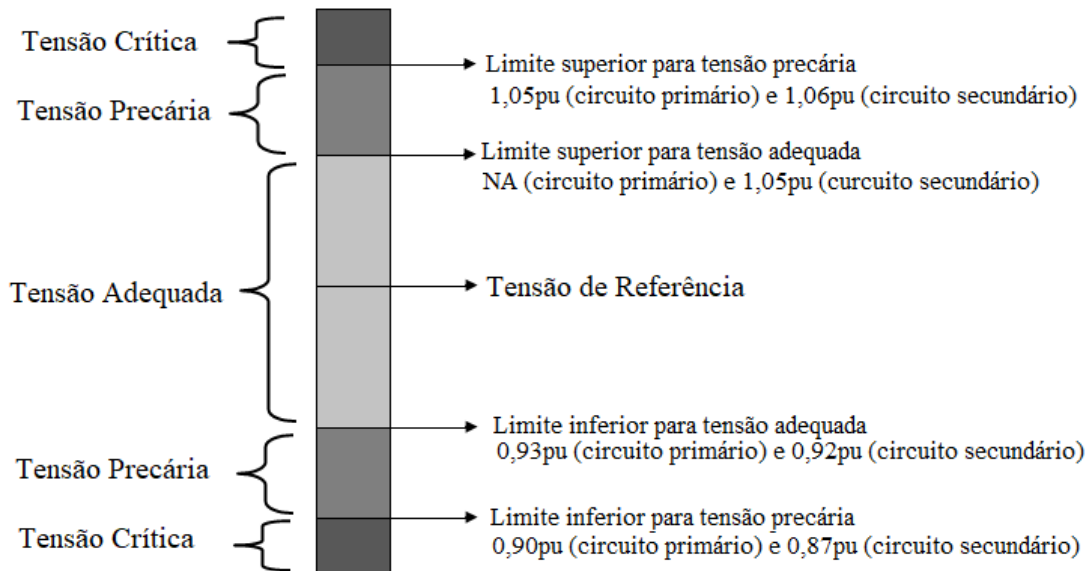 Tensão Crítica
Limite superior para tensão precária
1,05pu (circuito primário) e 1,06pu (circuito secundário)
Tensão Precária
Limite superior para tensão adequada
NA (circuito primário) e 1,05pu (curcuito secundário)
Tensão Adequada
Tensão de Referência
Limite inferior para tensão adequada
0,93pu (circuito primário) e 0,92pu (circuito secundário)
Tensão Precária
Limite inferior para tensão precária
0,90pu (circuito primário) e 0,87pu (circuito secundário)
Tensão Crítica